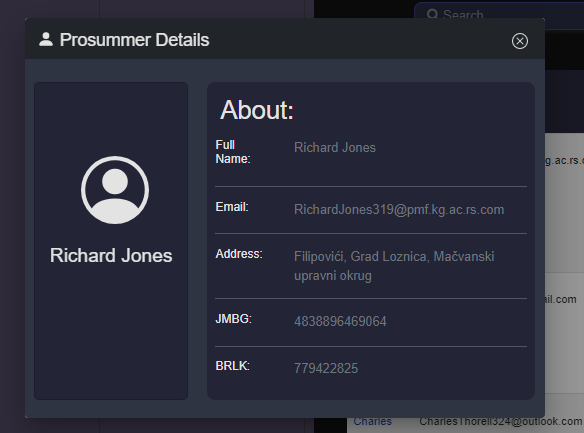 Search
Prosummer Details
Richard Jones
About:
Full
Name:
Richard Jones
Email:
RichardJones319@pmf.kg.ac.rs.com
Address:
Filipovići, Grad Loznica, Mačvanski
upravni okrug
JMBG:
4838896469064
BRLK:
779422825
g.ac.rs.c
ail.com
Charles
CharlesThorell324@outlook.com